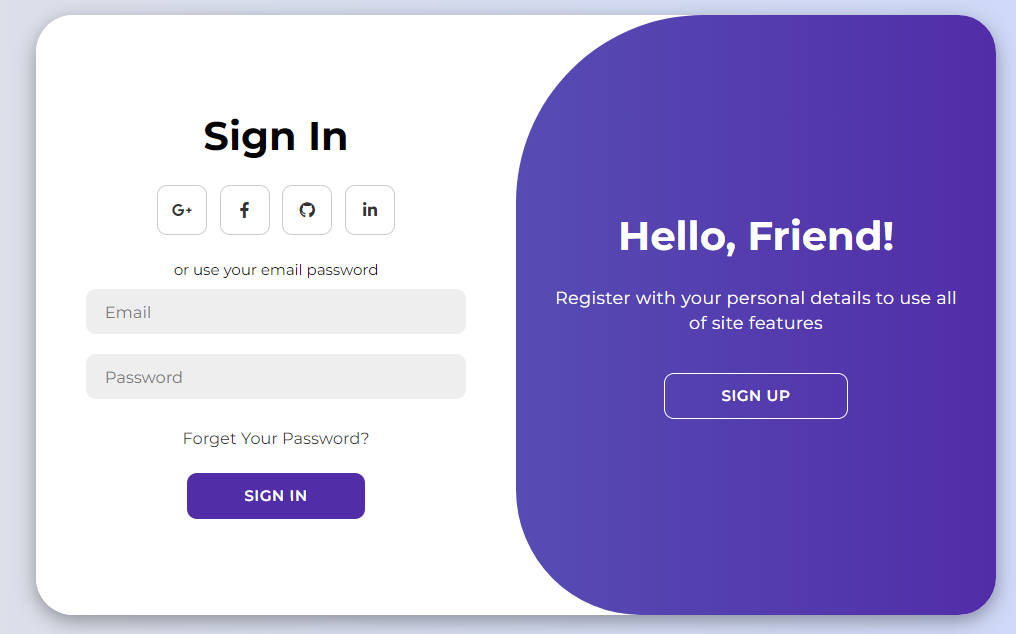 Sign In
G+ f in
or use your email password
Email
Password
Forget Your Password?
SIGN IN
Hello, Friend!
Register with your personal details to use all
of site features
SIGN UP